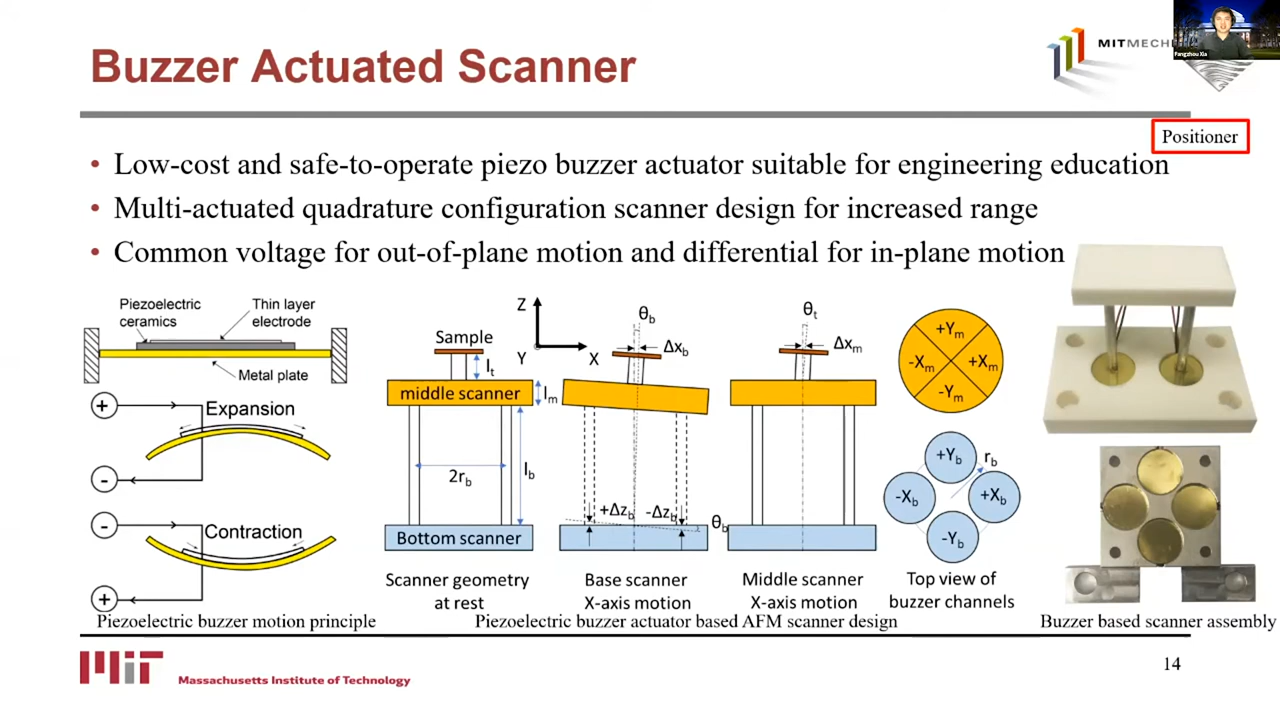 Buzzer Actuated Scanner
MITMECH
Fangzhou Xia
Positioner
• Low-cost and safe-to-operate piezo buzzer actuator suitable for engineering education
• Multi-actuated quadrature configuration scanner design for increased range
• Common voltage for out-of-plane motion and differential for in-plane motion
Piezoelectric
ceramics
Thin layer
electrode
Metal plate
+
Expansion
-
-
Contraction
+
Piezoelectric buzzer motion principle
Z
Y
X
Sample
lt
middle scanner
lm
2rb
lb
Bottom scanner
Scanner geometry
at rest
θb
Δxb
+Δzb
-Δzb
θb
Base scanner
X-axis motion
θt
Δxm
Middle scanner
X-axis motion
+Ym
-Xm
+Xm
-Ym
+Yb
rb
-Xb
+Xb
-Yb
Top view of
buzzer channels
Piezoelectric buzzer actuator based AFM scanner design
Buzzer based scanner assembly
14
MIT
Massachusetts Institute of Technology